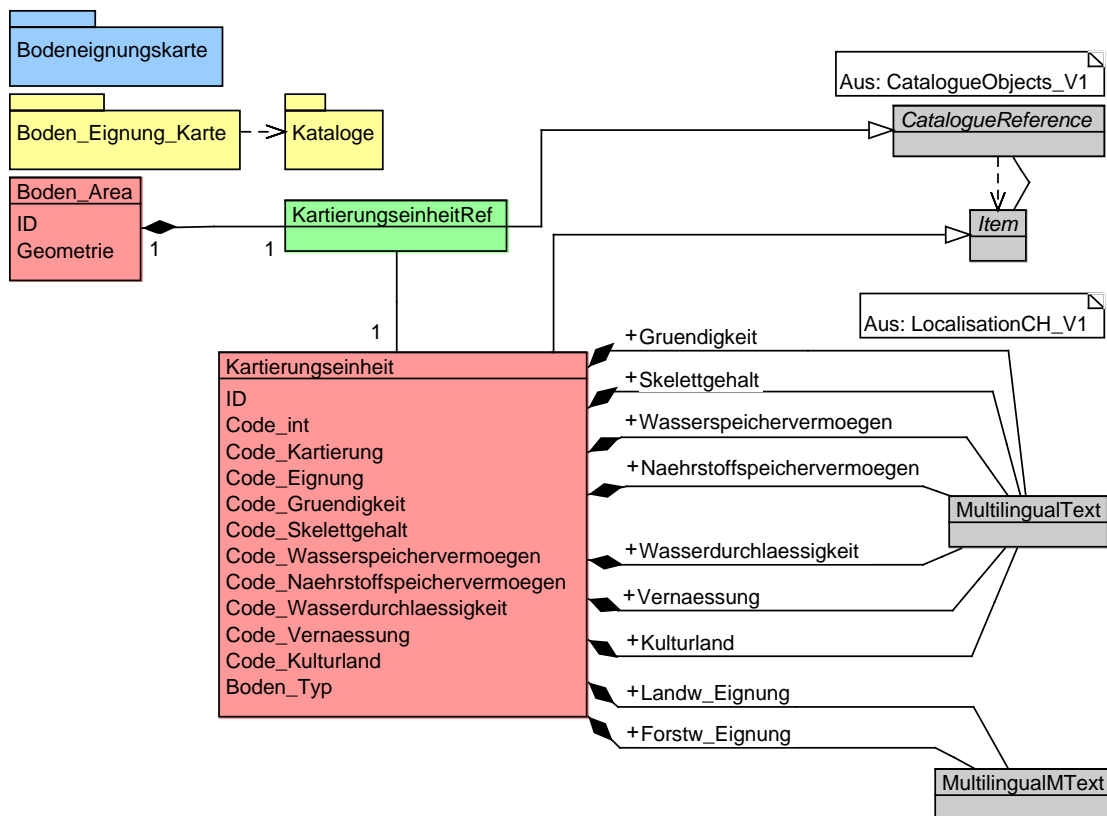 Bodeneignungskarte
Aus: CatalogueObjects_V1
Boden_Eignung_Karte
Kataloge
CatalogueReference
Boden_Area
ID
Geometrie
1
1
KartierungseinheitRef
Item
Aus: LocalisationCH_V1
1
Kartierungseinheit
ID
Code_int
Code_Kartierung
Code_Eignung
Code_Gruendigkeit
Code_Skelettgehalt
Code_Wasserspeichervermoegen
Code_Naehrstoffspeichervermoegen
Code_Wasserdurchlaessigkeit
Code_Vernaessung
Code_Kulturland
Boden_Typ
+Gruendigkeit
+Skelettgehalt
+Wasserspeichervermoegen
+Naehrstoffspeichervermoegen
+Wasserdurchlaessigkeit
+Vernaessung
+Kulturland
+Landw_Eignung
+Forstw_Eignung
MultilingualText
MultilingualMText